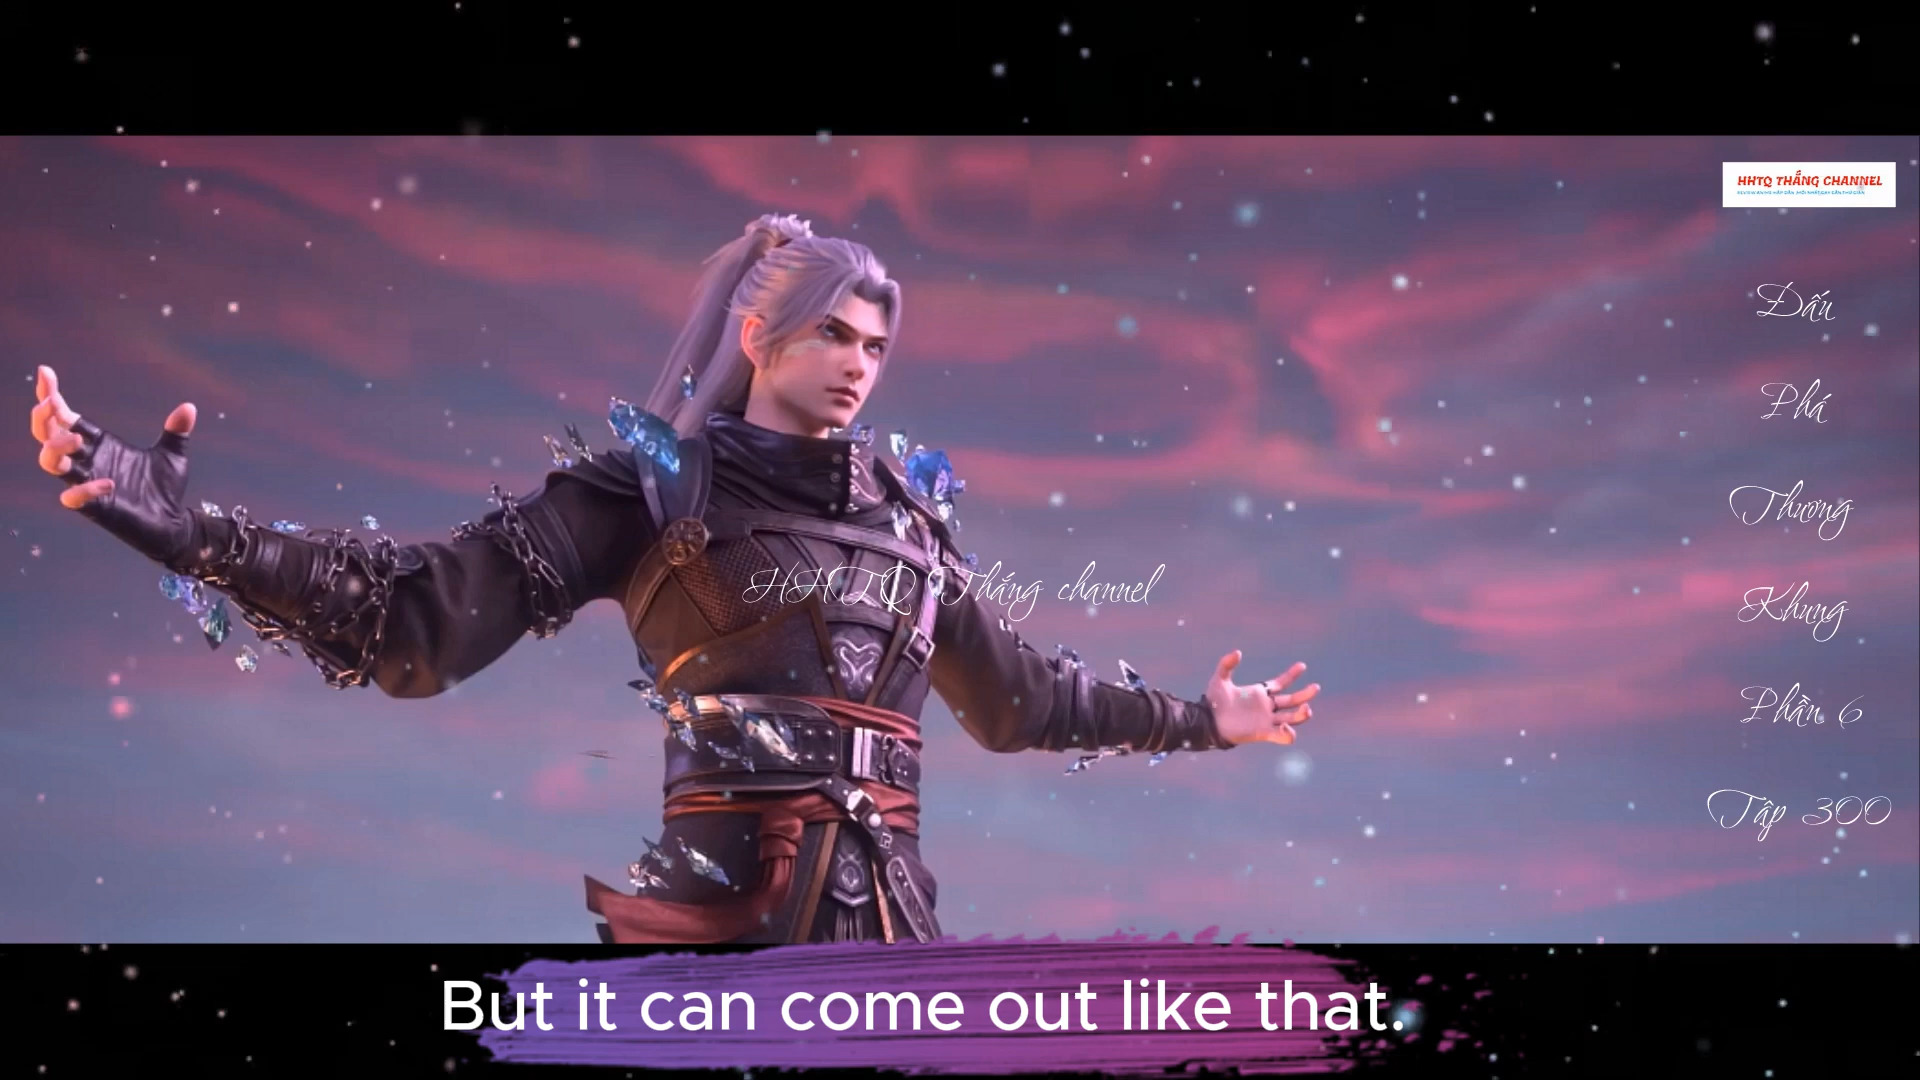 HHTQ THẮNG CHANNEL
Đấu
Phá
Thương
Khung
Phần 6
Tập 300
HHTQ Thắng channel
But it can come out like that.